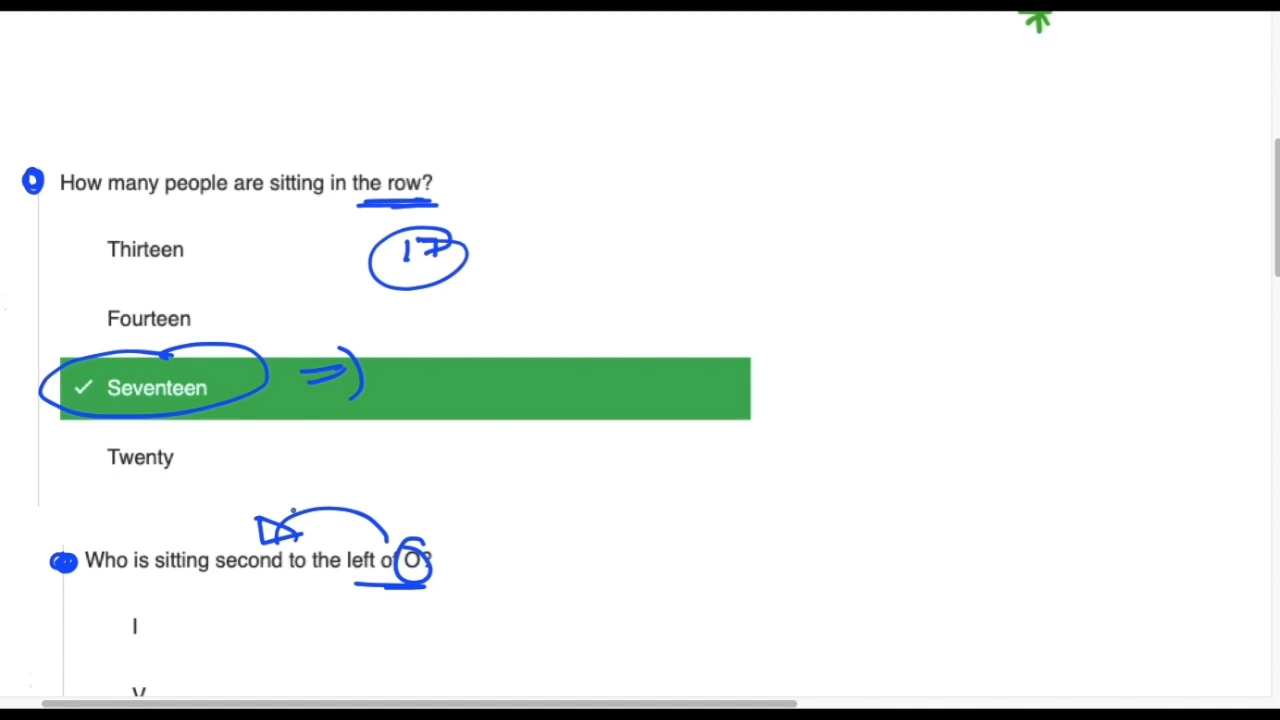 How many people are sitting in the row?
Thirteen
17
Fourteen
Seventeen
Twenty
Who is sitting second to the left of O?
I
V